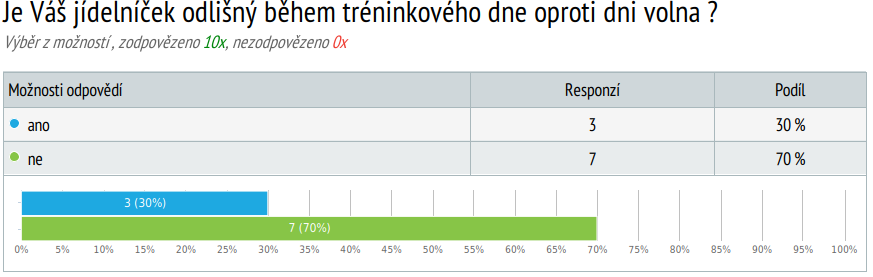 Je Váš jídelníček odlišný během tréninkového dne oproti dni volna ?
Výběr z možností , zodpovězeno 10x, nezodpovězeno 0x
Možnosti odpovědí Responzí Podíl
ano 3 30 %
ne 7 70 %
3 (30%)
7 (70%)
0% 5% 10% 15% 20% 25% 30% 35% 40% 45% 50% 55% 60% 65% 70% 75% 80% 85% 90% 95% 100%